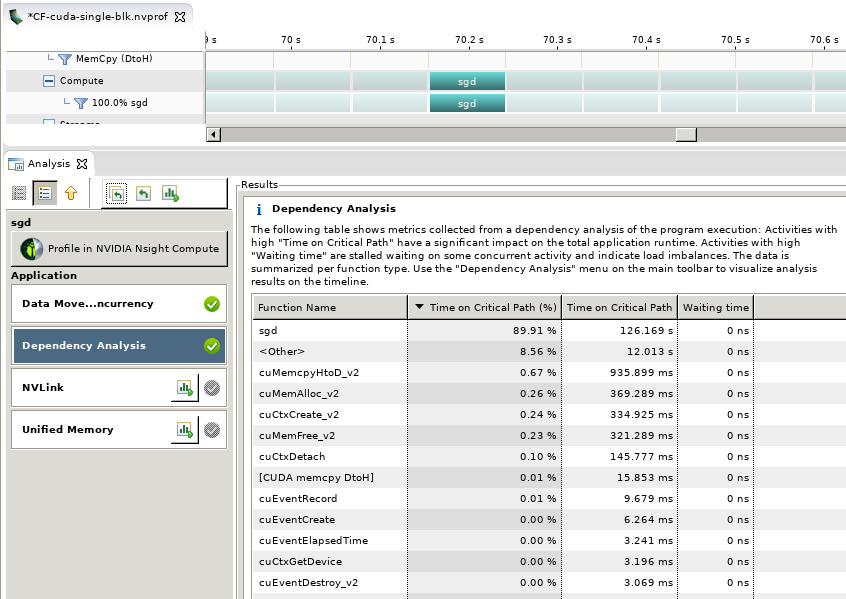 *CF-cuda-single-blk.nvprof
70 s 70.1 s 70.2 s 70.3 s 70.4 s 70.5 s 70.6 s
MemCpy (DtoH)
Compute sgd
100.0% sgd sgd
Streams
Analysis
sgd
Profile in NVIDIA Nsight Compute
Application
Data Move...ncurrency
Dependency Analysis
NVLink
Unified Memory
Results
Dependency Analysis
The following table shows metrics collected from a dependency analysis of the program execution: Activities with
high "Time on Critical Path" have a significant impact on the total application runtime. Activities with high
"Waiting time" are stalled waiting on some concurrent activity and indicate load imbalances. The data is
summarized per function type. Use the "Dependency Analysis" menu on the main toolbar to visualize analysis
results on the timeline.
Function Name Time on Critical Path (%) Time on Critical Path Waiting time
sgd 89.91 % 126.169 s 0 ns
<Other> 8.56 % 12.013 s 0 ns
cuMemcpyHtoD_v2 0.67 % 935.899 ms 0 ns
cuMemAlloc_v2 0.26 % 369.289 ms 0 ns
cuCtxCreate_v2 0.24 % 334.925 ms 0 ns
cuMemFree_v2 0.23 % 321.289 ms 0 ns
cuCtxDetach 0.10 % 145.777 ms 0 ns
[CUDA memcpy DtoH] 0.01 % 15.853 ms 0 ns
cuEventRecord 0.01 % 9.679 ms 0 ns
cuEventCreate 0.00 % 6.264 ms 0 ns
cuEventElapsedTime 0.00 % 3.241 ms 0 ns
cuCtxGetDevice 0.00 % 3.196 ms 0 ns
cuEventDestroy_v2 0.00 % 3.069 ms 0 ns